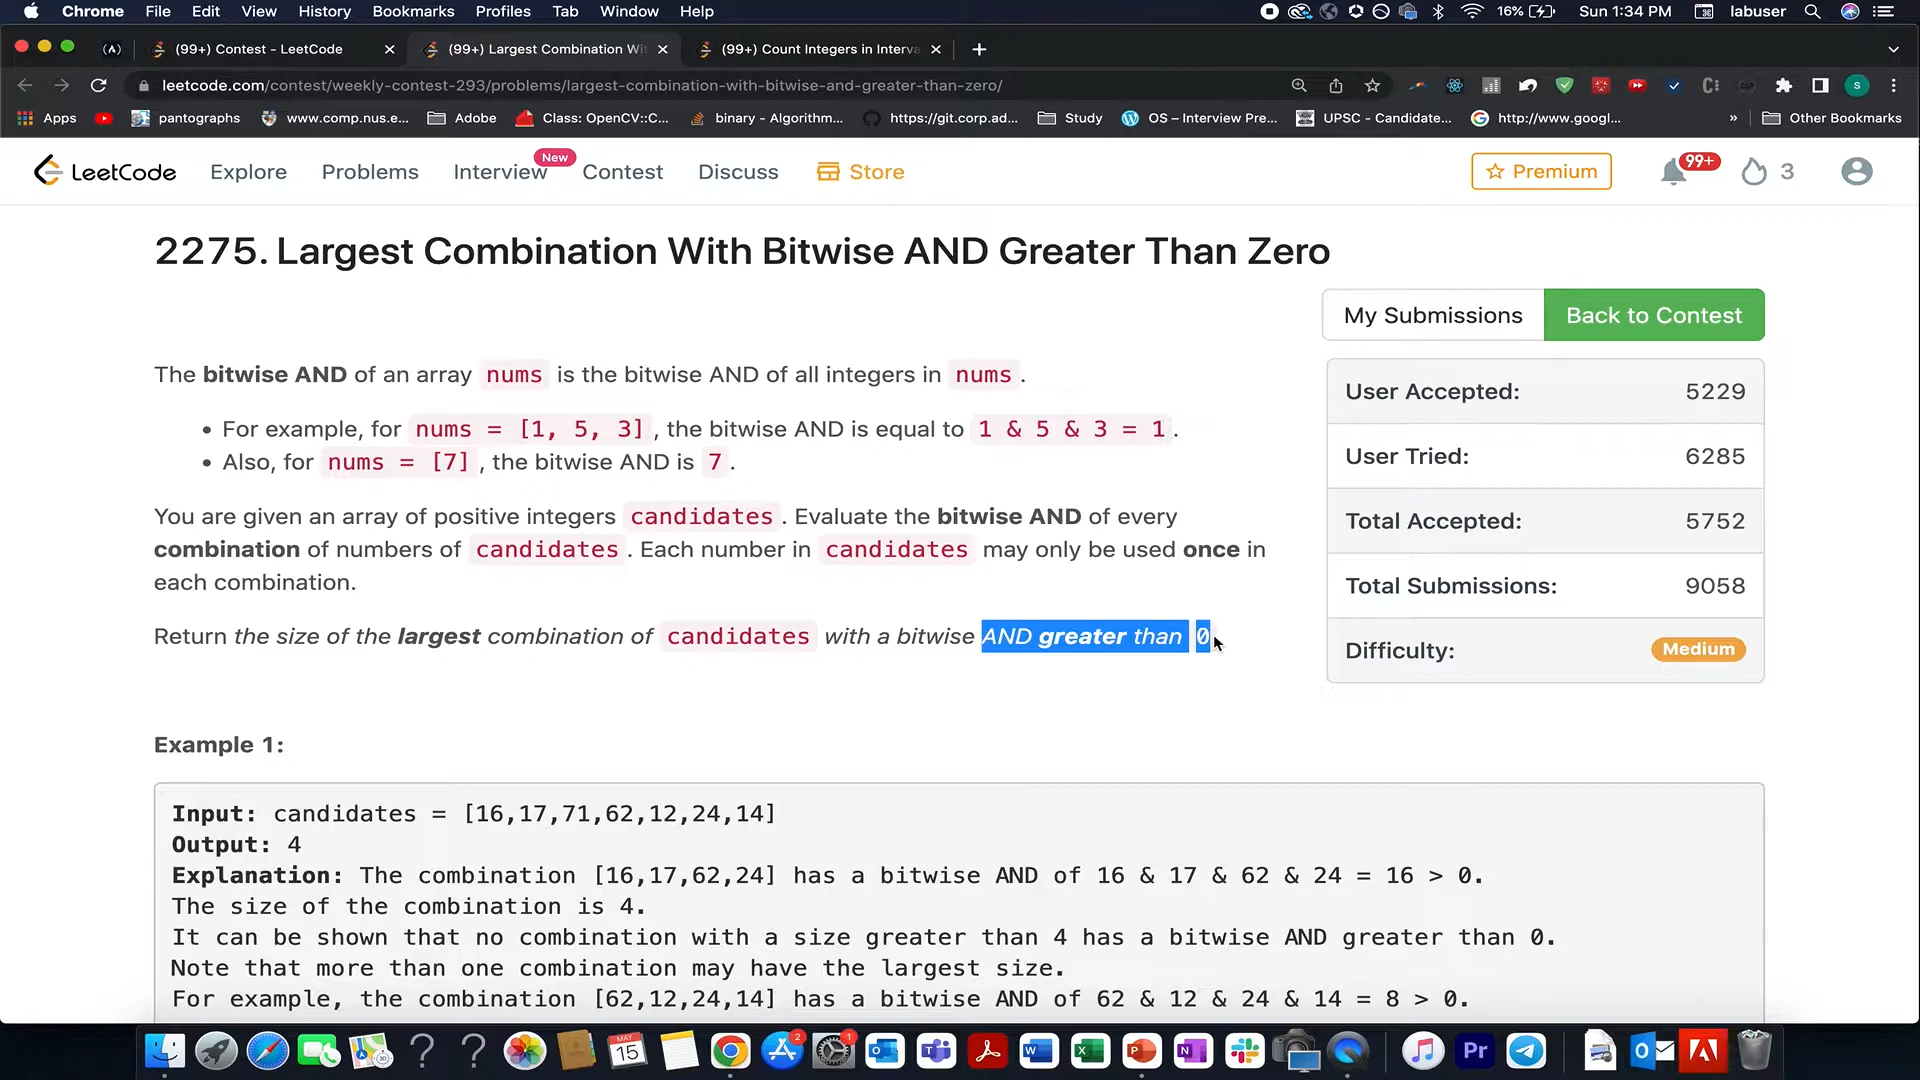 Chrome File Edit View History Bookmarks Profiles Tab Window Help 16% Sun 1:34 PM labuser
(99+) Contest - LeetCode (99+) Largest Combination Wi (99+) Count Integers in Interva
leetcode.com/contest/weekly-contest-293/problems/largest-combination-with-bitwise-and-greater-than-zero/
Apps pantographs www.comp.nus.e... Adobe Class: OpenCV::C... binary - Algorithm... https://git.corp.ad... Study OS – Interview Pre... UPSC - Candidate... http://www.googl... » Other Bookmarks
LeetCode Explore Problems Interview New Contest Discuss Store Premium 99+ 3
2275. Largest Combination With Bitwise AND Greater Than Zero
My Submissions Back to Contest
The bitwise AND of an array nums is the bitwise AND of all integers in nums.
• For example, for nums = [1, 5, 3], the bitwise AND is equal to 1 & 5 & 3 = 1.
• Also, for nums = [7], the bitwise AND is 7.
You are given an array of positive integers candidates. Evaluate the bitwise AND of every
combination of numbers of candidates. Each number in candidates may only be used once in
each combination.
Return the size of the largest combination of candidates with a bitwise AND greater than 0
User Accepted: 5229
User Tried: 6285
Total Accepted: 5752
Total Submissions: 9058
Difficulty: Medium
Example 1:
Input: candidates = [16,17,71,62,12,24,14]
Output: 4
Explanation: The combination [16,17,62,24] has a bitwise AND of 16 & 17 & 62 & 24 = 16 > 0.
The size of the combination is 4.
It can be shown that no combination with a size greater than 4 has a bitwise AND greater than 0.
Note that more than one combination may have the largest size.
For example, the combination [62,12,24,14] has a bitwise AND of 62 & 12 & 24 & 14 = 8 > 0.
MAY 15 2 1 Pr